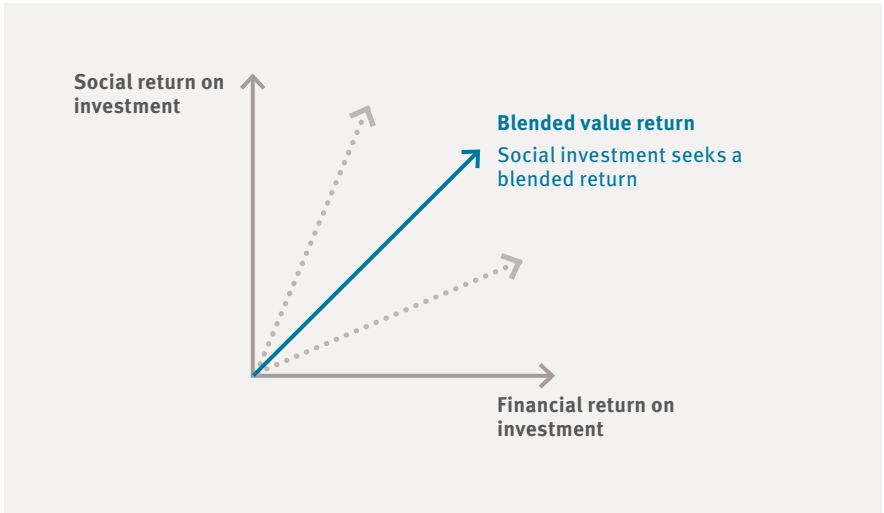 Social return on
investment
Blended value return
Social investment seeks a
blended return
Financial return on
investment